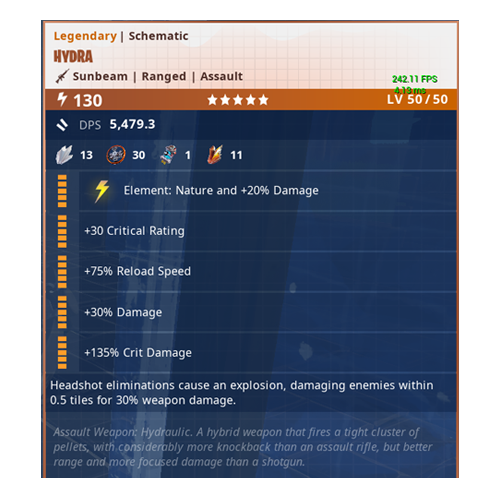 Legendary | Schematic
HYDRA
Sunbeam | Ranged | Assault
242.11 FPS
4.13 ms
130 ★★★★★ LV 50 / 50
DPS 5,479.3
13 30 1 11
Element: Nature and +20% Damage
+30 Critical Rating
+75% Reload Speed
+30% Damage
+135% Crit Damage
Headshot eliminations cause an explosion, damaging enemies within
0.5 tiles for 30% weapon damage.
Assault Weapon: Hydraulic. A hybrid weapon that fires a tight cluster of
pellets, with considerably more knockback than an assault rifle, but better
range and more focused damage than a shotgun.